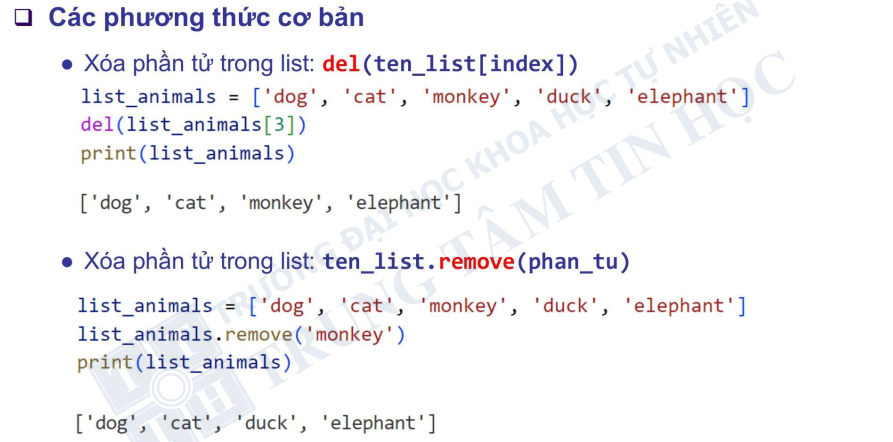 ❑ Các phương thức cơ bản
● Xóa phần tử trong list: del(ten_list[index])
list_animals = ['dog', 'cat', 'monkey', 'duck', 'elephant']
del(list_animals[3])
print(list_animals)
['dog', 'cat', 'monkey', 'elephant']
● Xóa phần tử trong list: ten_list.remove(phan_tu)
list_animals = ['dog', 'cat', 'monkey', 'duck', 'elephant']
list_animals.remove('monkey')
print(list_animals)
['dog', 'cat', 'duck', 'elephant']
TRƯỜNG ĐẠI HỌC KHOA HỌC TỰ NHIÊN
TRUNG TÂM TIN HỌC